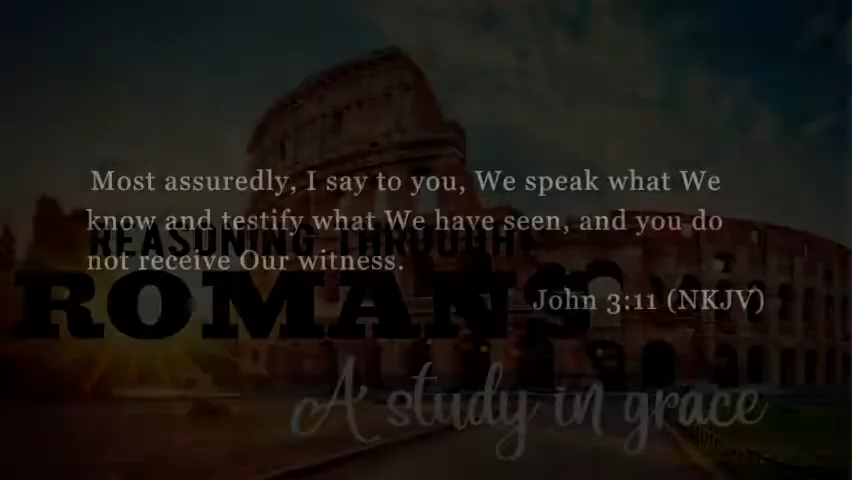 Most assuredly, I say to you, We speak what We
know and testify what We have seen, and you do
not receive Our witness.
John 3:11 (NKJV)
REASONING THROUGH
ROMANS
A study in grace